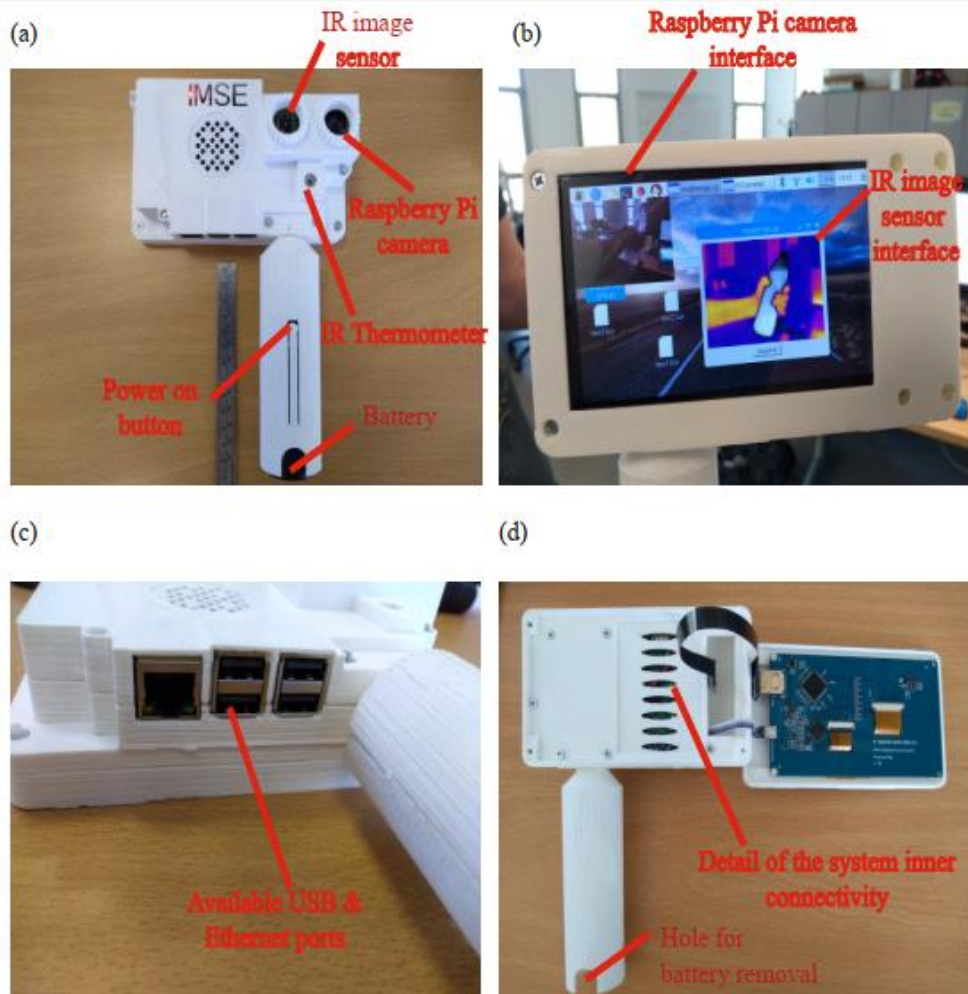 (a)
IR image
sensor
IMSE
Raspberry Pi
camera
IR Thermometer
Power on
button
Battery
(b)
Raspberry Pi camera
interface
IR image
sensor
interface
(c)
Available USB &
Ethernet ports
(d)
Detail of the system inner
connectivity
Hole for
battery removal